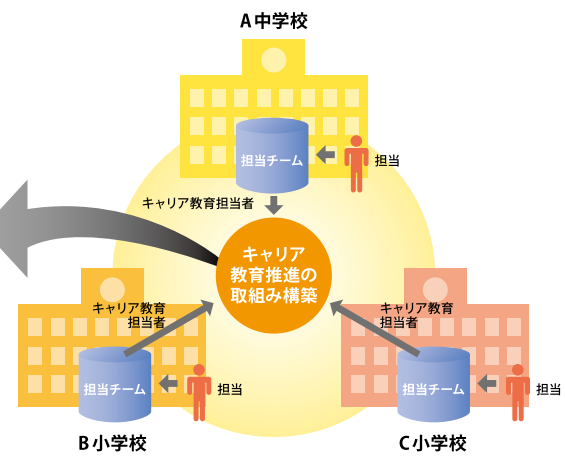 A中学校
担当チーム
担当
キャリア教育担当者
キャリア
教育推進の
取組み構築
キャリア教育
担当者
担当チーム
担当
B小学校
キャリア教育
担当者
担当チーム
担当
C小学校